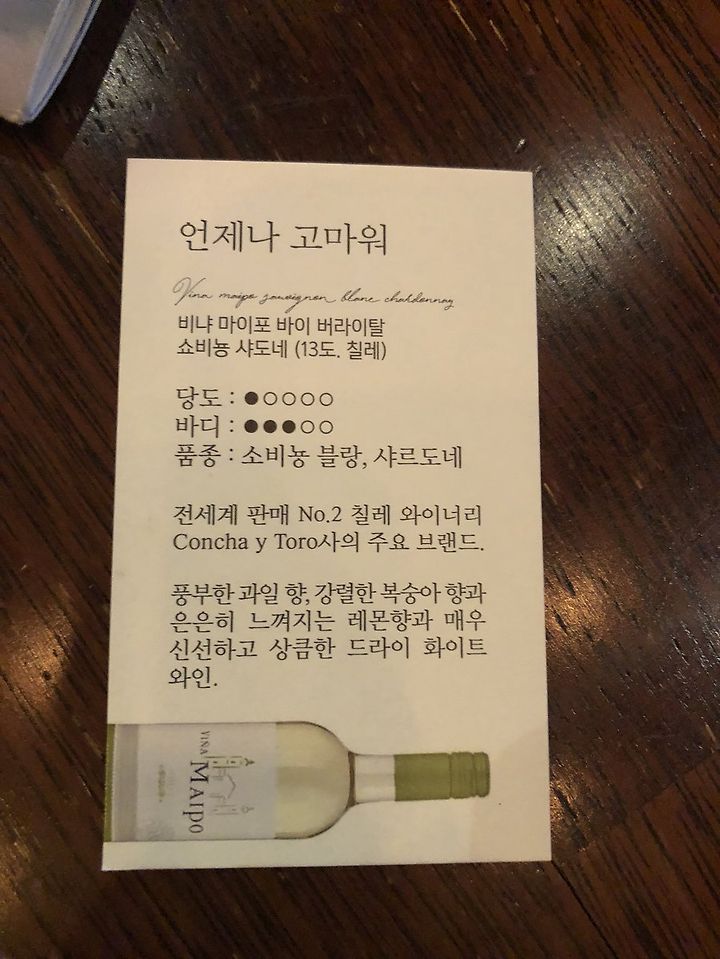 언제나 고마워
Vina maipo sauvignon blanc chardonnay
비냐 마이포 바이 버라이탈
쇼비뇽 샤도네 (13도. 칠레)
당도 : ●○○○○
바디 : ●●●○○
품종 : 소비뇽 블랑, 샤르도네
전세계 판매 No.2 칠레 와이너리
Concha y Toro사의 주요 브랜드.
풍부한 과일 향, 강렬한 복숭아 향과
은은히 느껴지는 레몬향과 매우
신선하고 상큼한 드라이 화이트
와인.
VIÑA
MAIPO